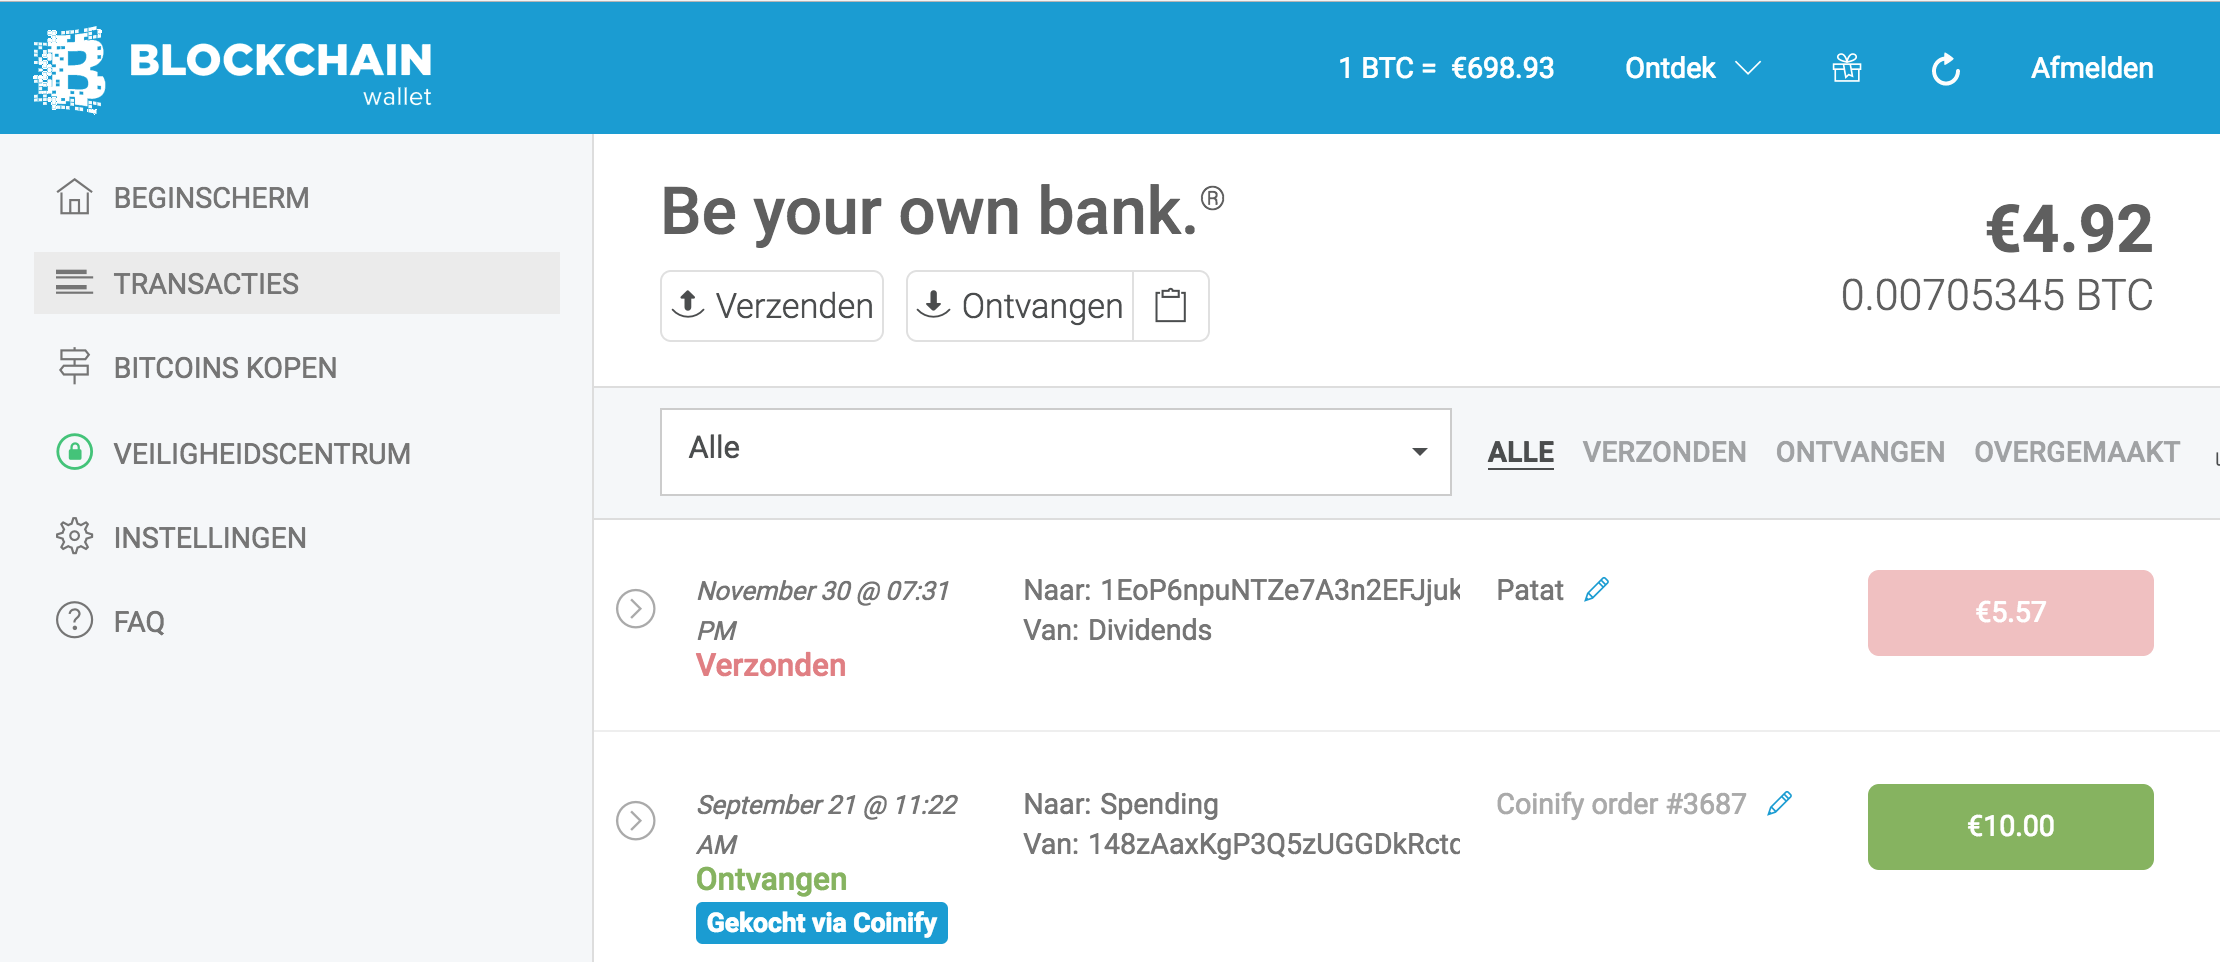 BLOCKCHAIN
wallet
1 BTC = €698.93
Ontdek
Afmelden
BEGINSCHERM
TRANSACTIES
BITCOINS KOPEN
VEILIGHEIDSCENTRUM
INSTELLINGEN
FAQ
Be your own bank.®
Verzenden
Ontvangen
€4.92
0.00705345 BTC
Alle
ALLE VERZONDEN ONTVANGEN OVERGEMAAKT
November 30 @ 07:31
PM
Verzonden
Naar: 1EoP6npuNTZe7A3n2EFJjuk
Van: Dividends
Patat
€5.57
September 21 @ 11:22
AM
Ontvangen
Gekocht via Coinify
Naar: Spending
Van: 148zAaxKgP3Q5zUGGDkRctc
Coinify order #3687
€10.00